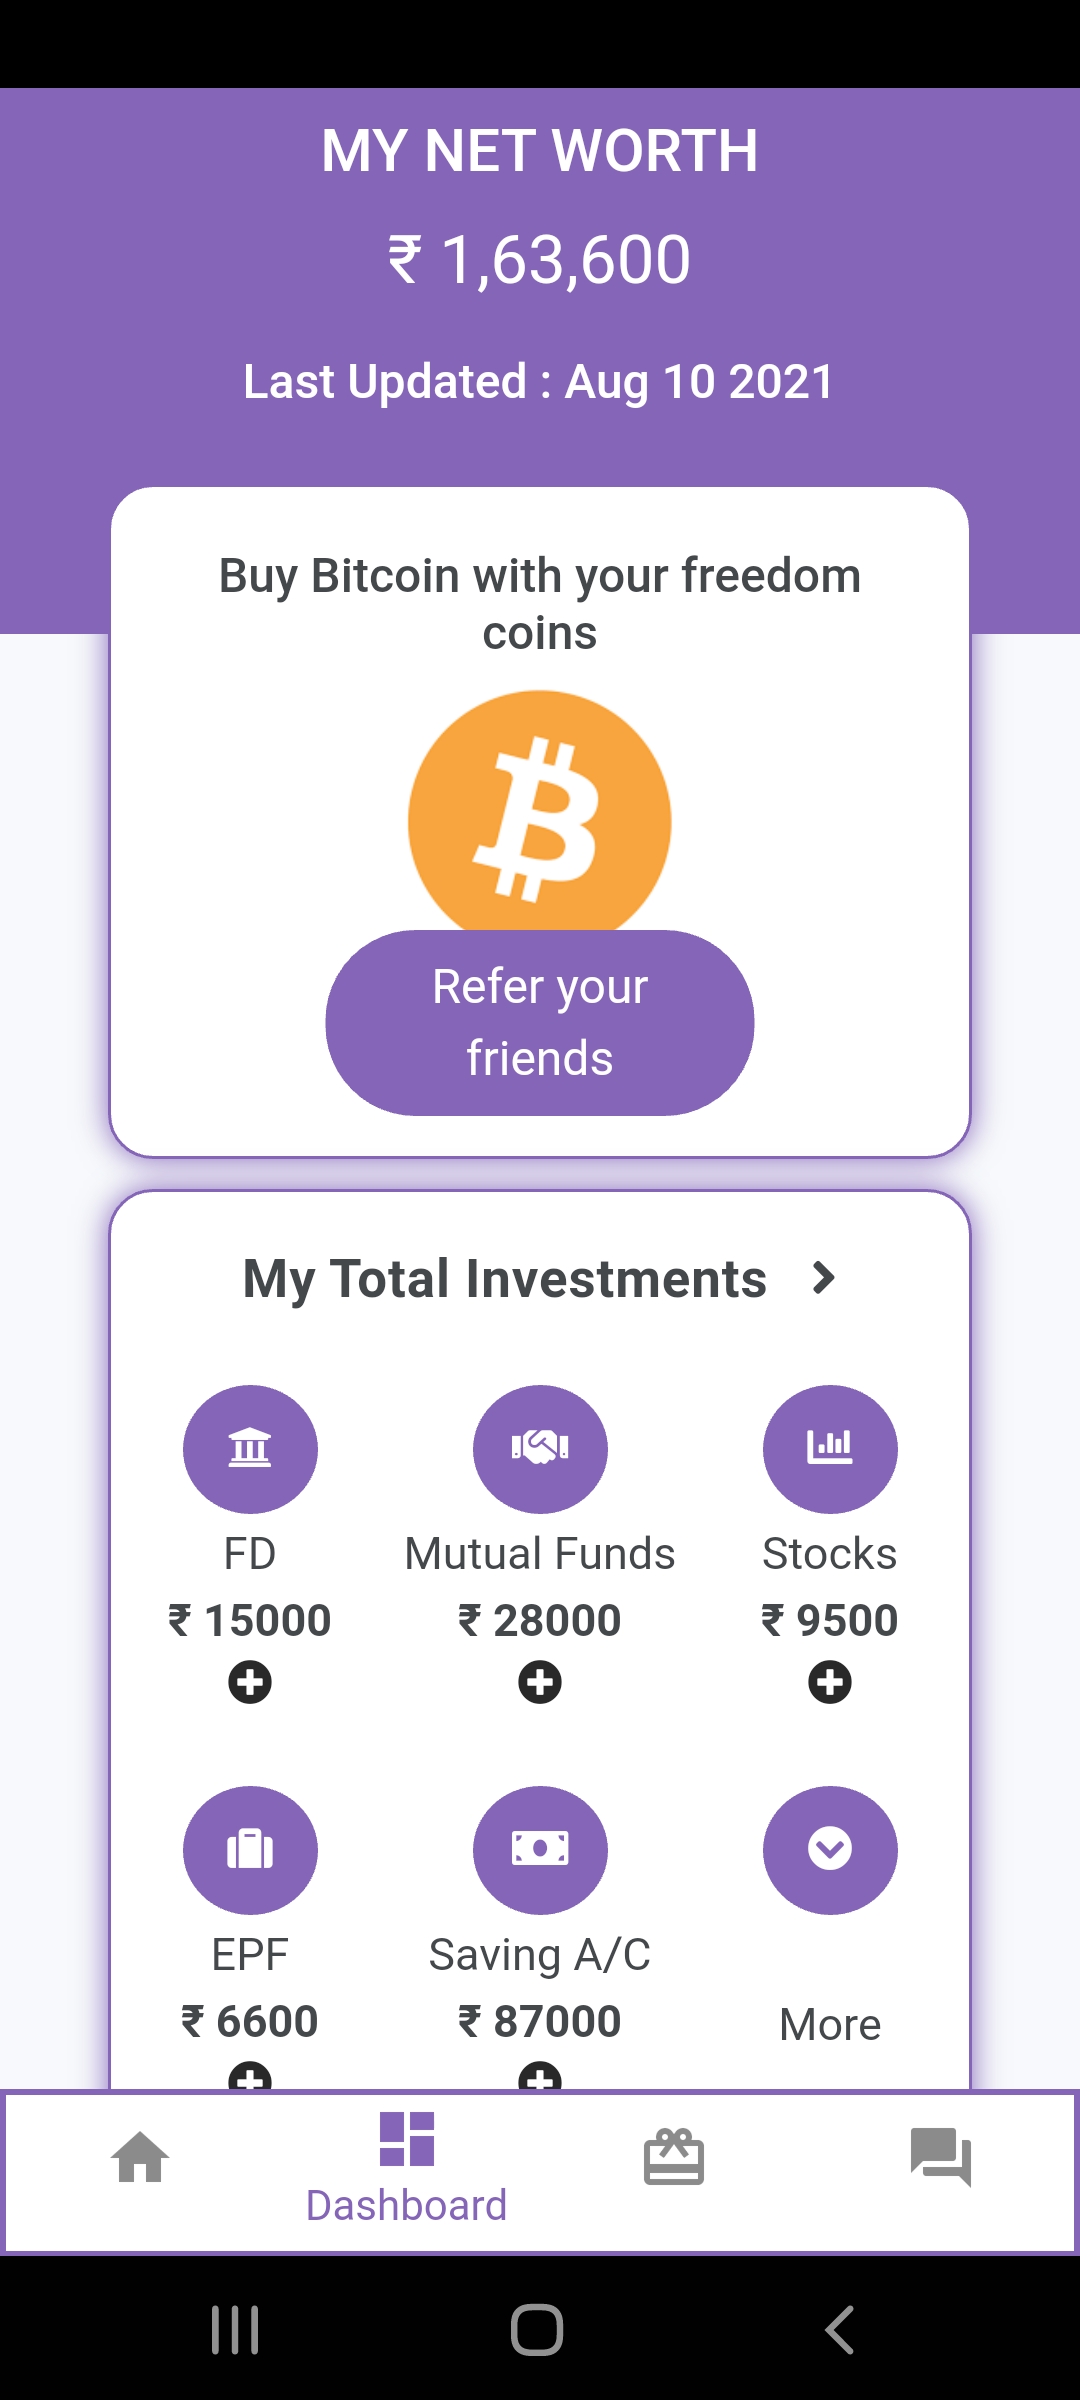 MY NET WORTH
₹ 1,63,600
Last Updated : Aug 10 2021
Buy Bitcoin with your freedom
coins
Refer your
friends
My Total Investments
FD
Mutual Funds
Stocks
₹ 15000
₹ 28000
₹ 9500
EPF
Saving A/C
₹ 6600
₹ 87000
More
Dashboard